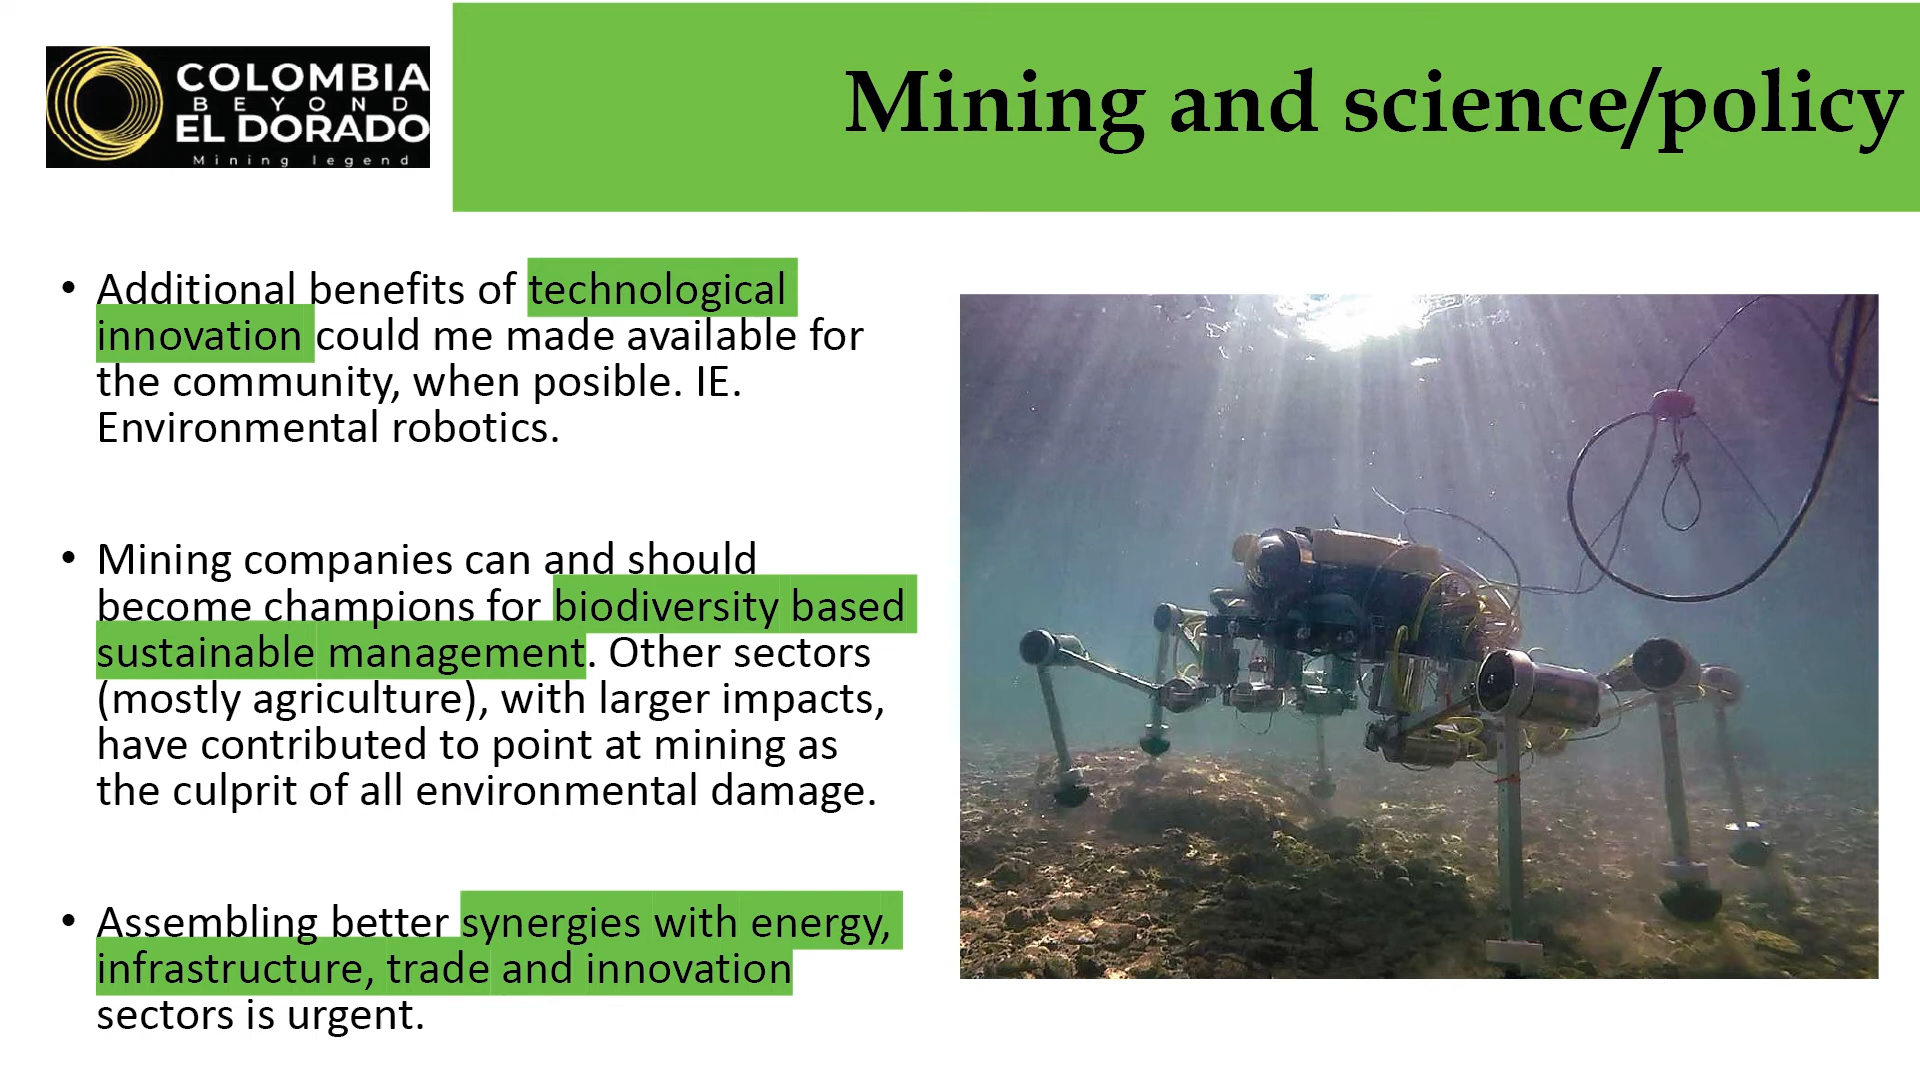 COLOMBIA
BEYOND
EL DORADO
Mining legend
Mining and science/policy
• Additional benefits of technological
innovation could me made available for
the community, when posible. IE.
Environmental robotics.
• Mining companies can and should
become champions for biodiversity based
sustainable management. Other sectors
(mostly agriculture), with larger impacts,
have contributed to point at mining as
the culprit of all environmental damage.
• Assembling better synergies with energy,
infrastructure, trade and innovation
sectors is urgent.